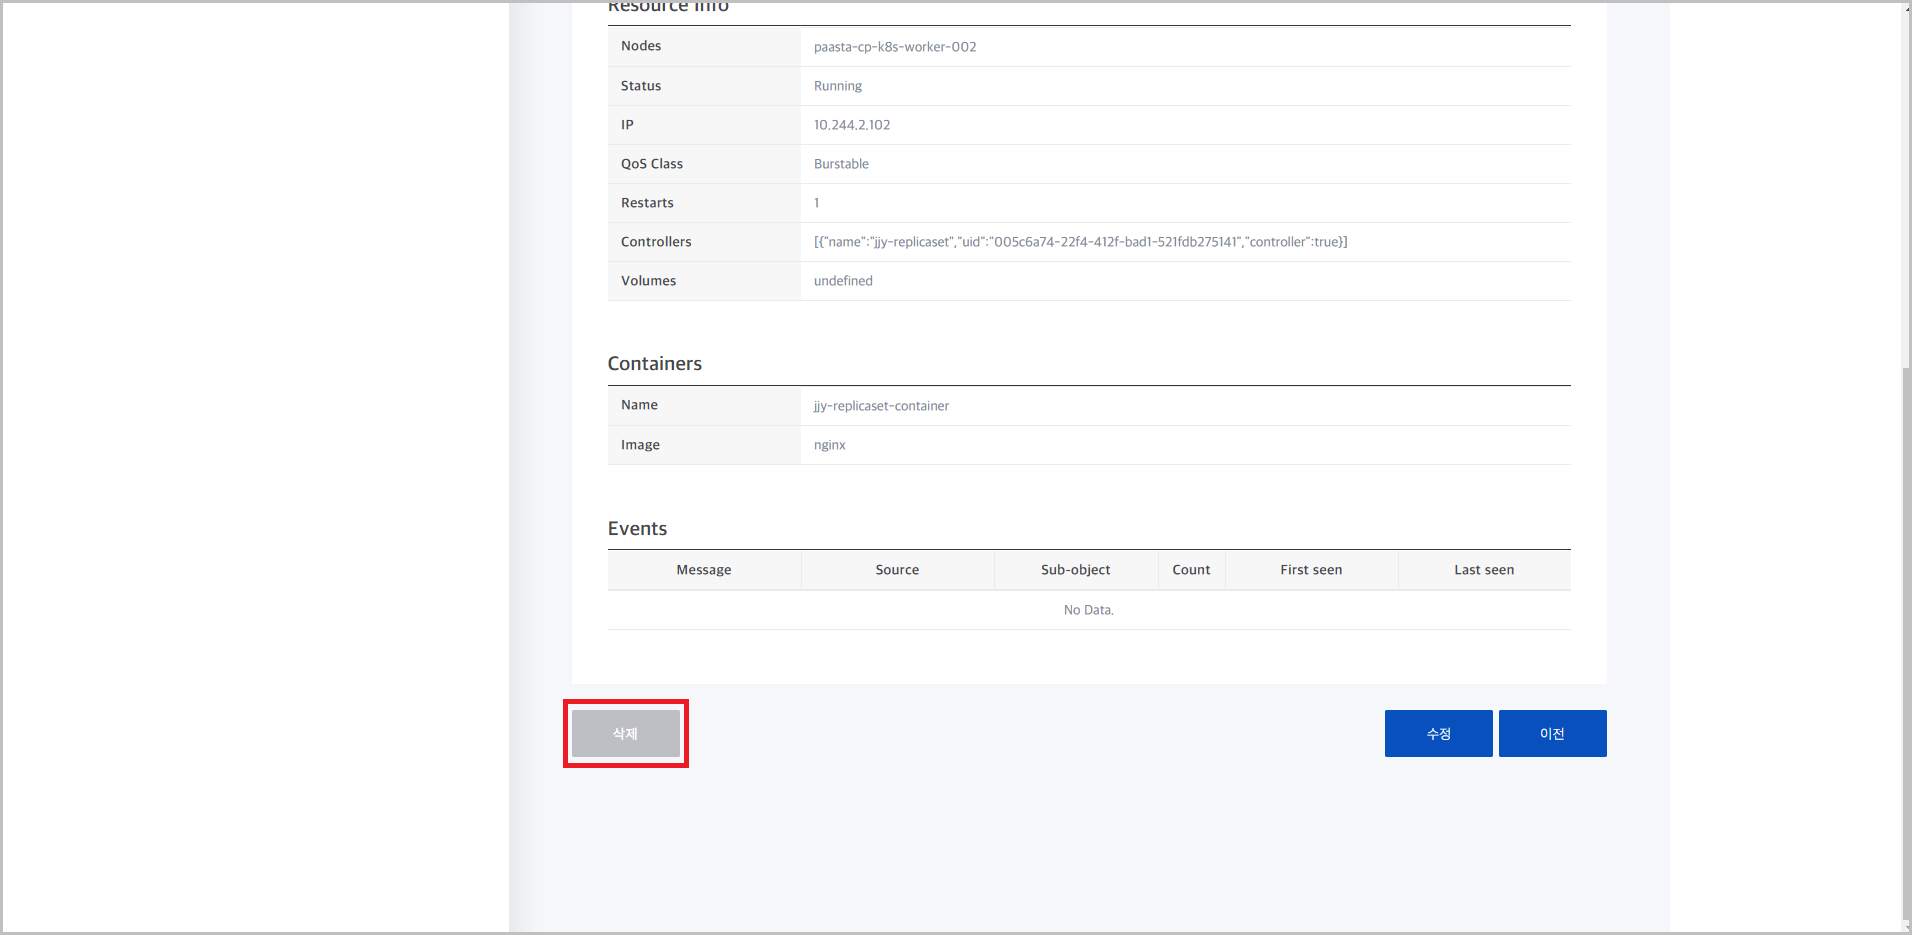 Resource Info
Nodes paasta-cp-k8s-worker-002
Status Running
IP 10.244.2.102
QoS Class Burstable
Restarts 1
Controllers [{"name":"jjy-replicaset","uid":"005c6a74-22f4-412f-bad1-521fdb275141","controller":true}]
Volumes undefined
Containers
Name jjy-replicaset-container
Image nginx
Events
Message Source Sub-object Count First seen Last seen
No Data.
삭제 수정 이전